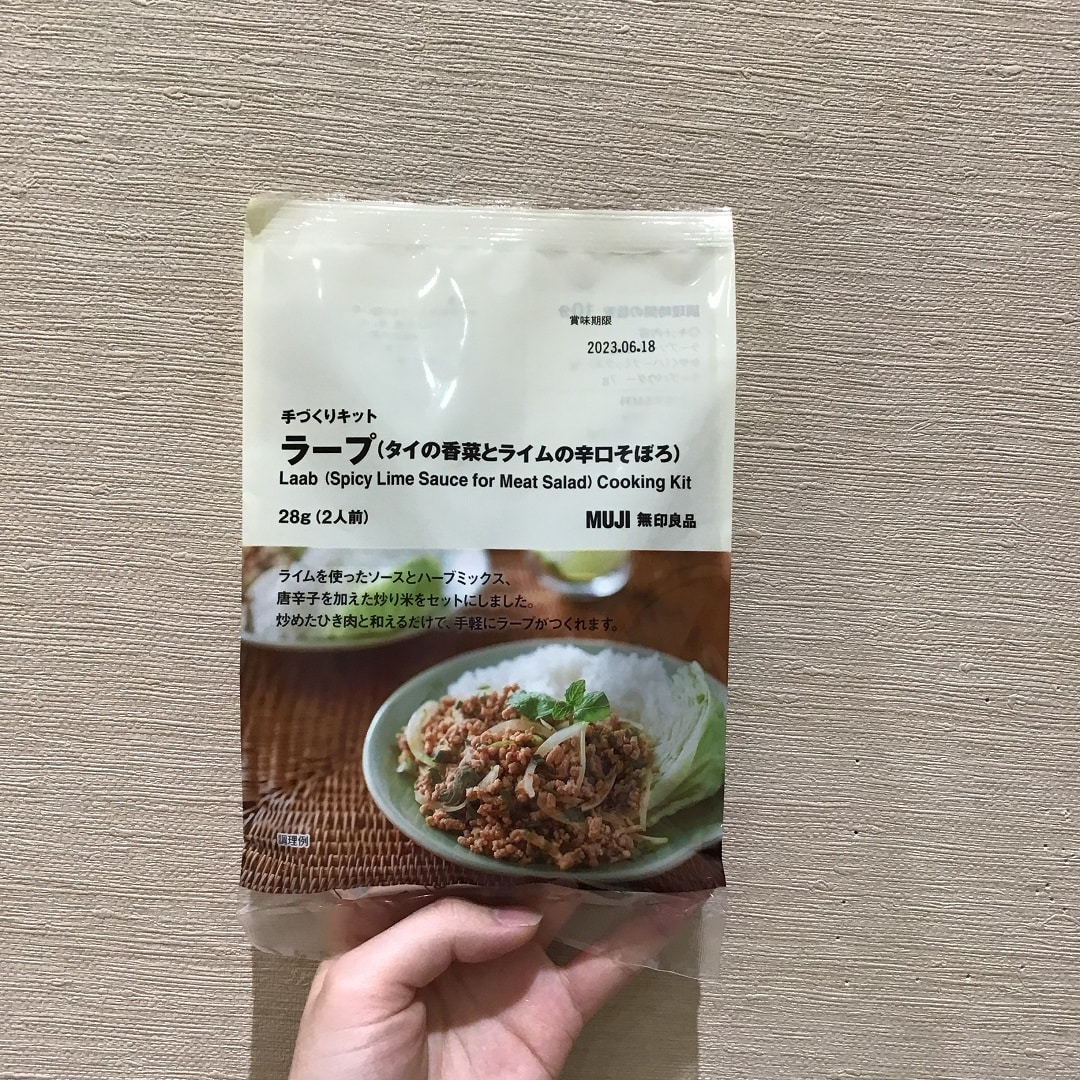 賞味期限
2023.06.18
手づくりキット
ラープ(タイの香菜とライムの辛口そぼろ)
Laab (Spicy Lime Sauce for Meat Salad) Cooking Kit
28g(2人前)
MUJI 無印良品
ライムを使ったソースとハーブミックス、
唐辛子を加えた炒り米をセットにしました。
炒めたひき肉と和えるだけで、手軽にラープがつくれます。
調理例